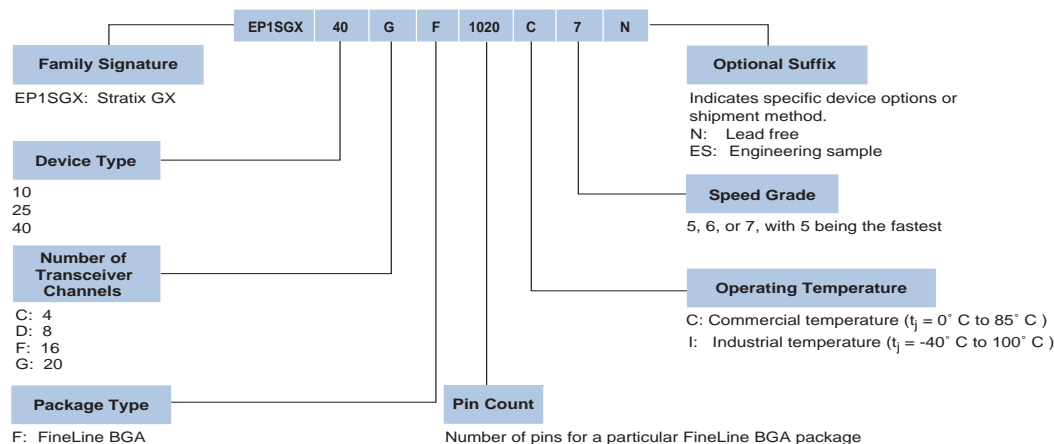 EP1SGX 40 G F 1020 C 7 N
Family Signature
EP1SGX: Stratix GX
Device Type
10
25
40
Number of
Transceiver
Channels
C: 4
D: 8
F: 16
G: 20
Package Type
F: FineLine BGA
Pin Count
Number of pins for a particular FineLine BGA package
Optional Suffix
Indicates specific device options or
shipment method.
N: Lead free
ES: Engineering sample
Speed Grade
5, 6, or 7, with 5 being the fastest
Operating Temperature
C: Commercial temperature (tj = 0˚ C to 85˚ C )
I: Industrial temperature (tj = -40˚ C to 100˚ C )